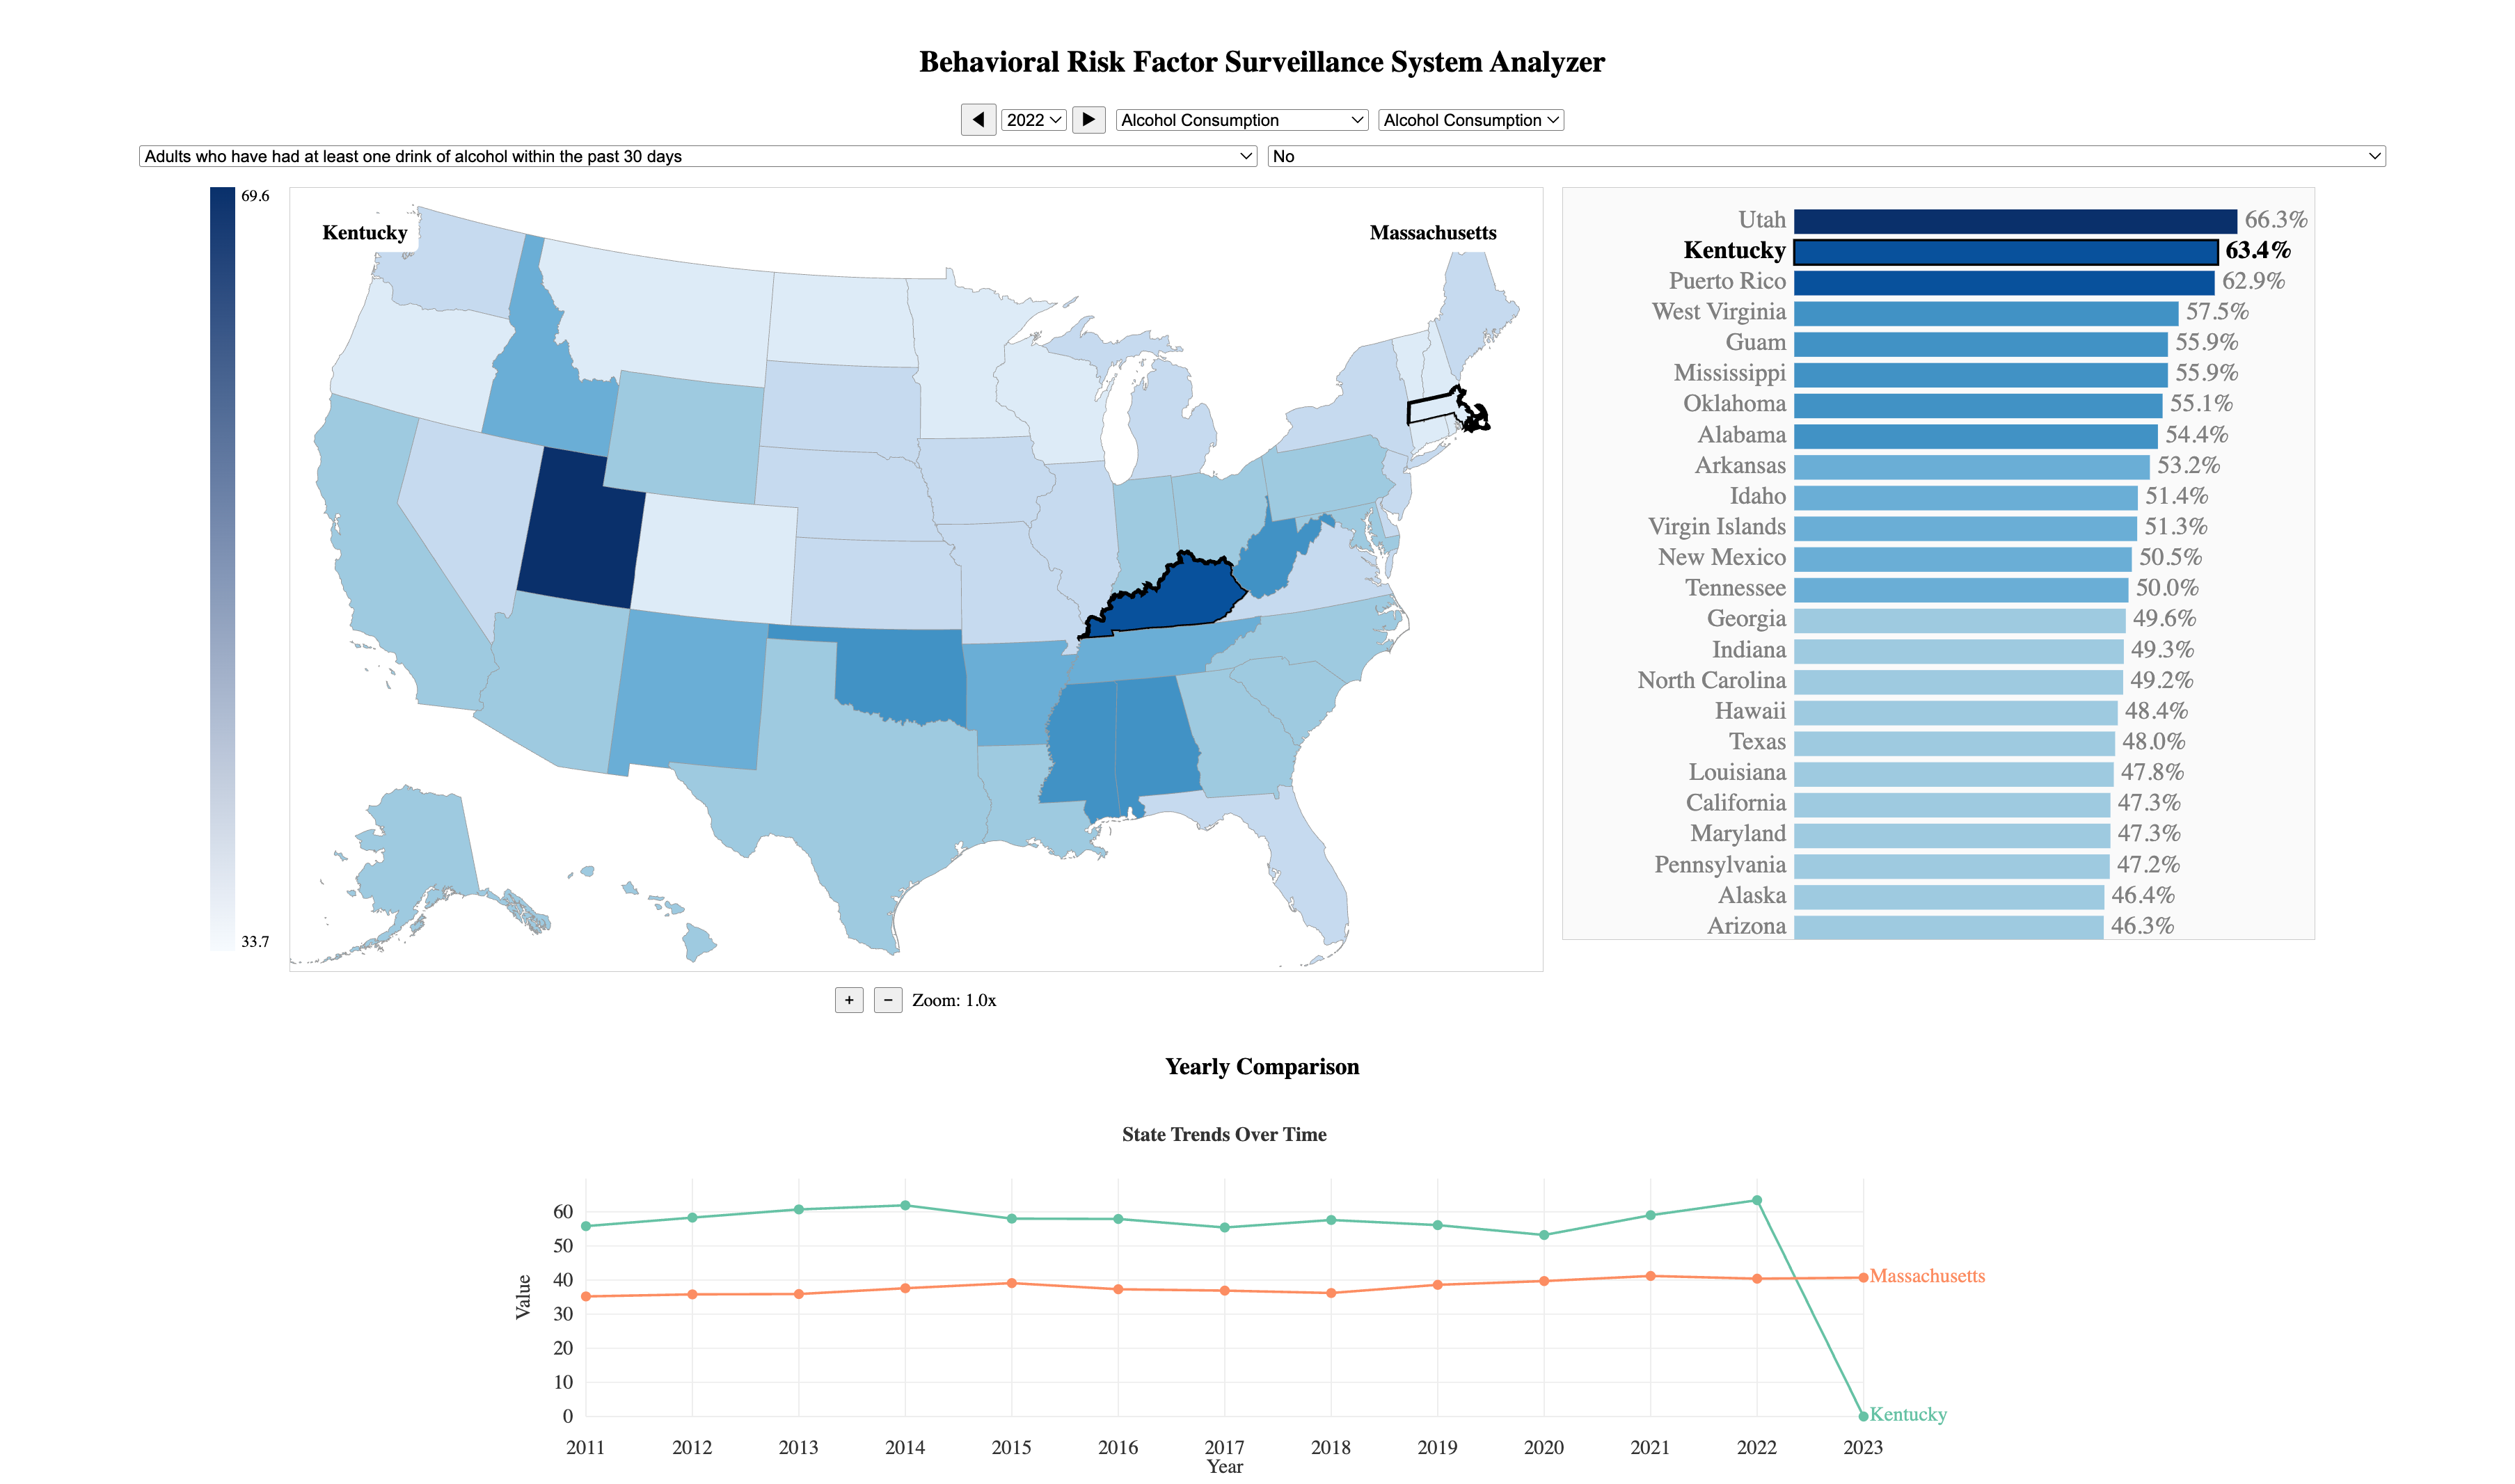 Behavioral Risk Factor Surveillance System Analyzer
◀ 2022 ▶ Alcohol Consumption Alcohol Consumption
Adults who have had at least one drink of alcohol within the past 30 days No
69.6
33.7
Kentucky Massachusetts
Utah 66.3%
Kentucky 63.4%
Puerto Rico 62.9%
West Virginia 57.5%
Guam 55.9%
Mississippi 55.9%
Oklahoma 55.1%
Alabama 54.4%
Arkansas 53.2%
Idaho 51.4%
Virgin Islands 51.3%
New Mexico 50.5%
Tennessee 50.0%
Georgia 49.6%
Indiana 49.3%
North Carolina 49.2%
Hawaii 48.4%
Texas 48.0%
Louisiana 47.8%
California 47.3%
Maryland 47.3%
Pennsylvania 47.2%
Alaska 46.4%
Arizona 46.3%
+ − Zoom: 1.0x
Yearly Comparison
State Trends Over Time
Value
60
50
40
30
20
10
0
Massachusetts
Kentucky
2011 2012 2013 2014 2015 2016 2017 2018 2019 2020 2021 2022 2023
Year